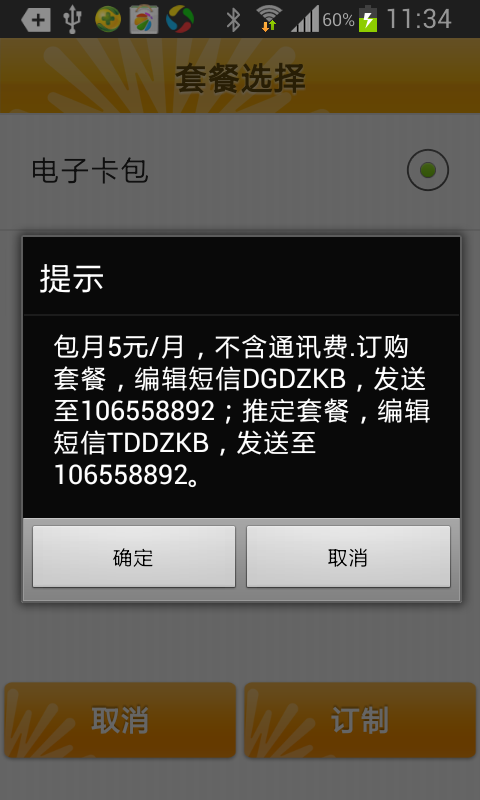 60% 11:34
套餐选择
电子卡包
提示
包月5元/月，不含通讯费.订购
套餐，编辑短信DGDZKB，发送
至106558892；推定套餐，编辑
短信TDDZKB，发送至
106558892。
确定 取消
取消 订制